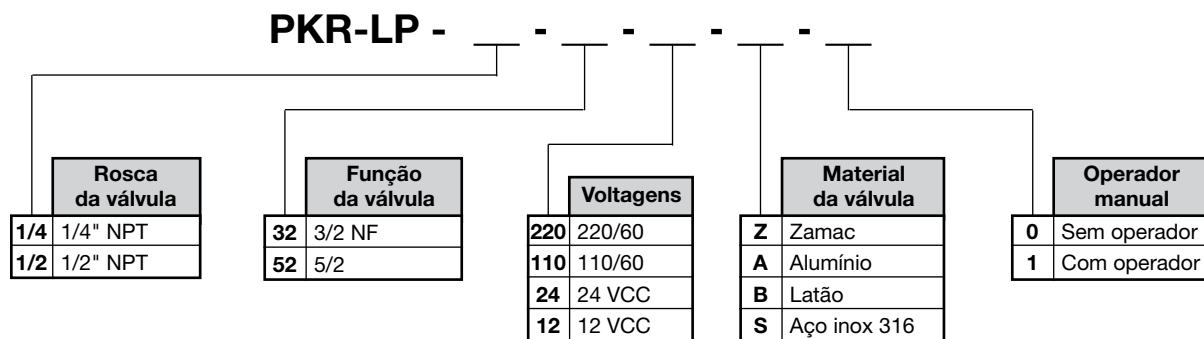 PKR-LP - __ - __ - __ - __ - __
Rosca
da válvula
1/4 1/4" NPT
1/2 1/2" NPT
Função
da válvula
32 3/2 NF
52 5/2
Voltagens
220 220/60
110 110/60
24 24 VCC
12 12 VCC
Material
da válvula
Z Zamac
A Alumínio
B Latão
S Aço inox 316
Operador
manual
0 Sem operador
1 Com operador